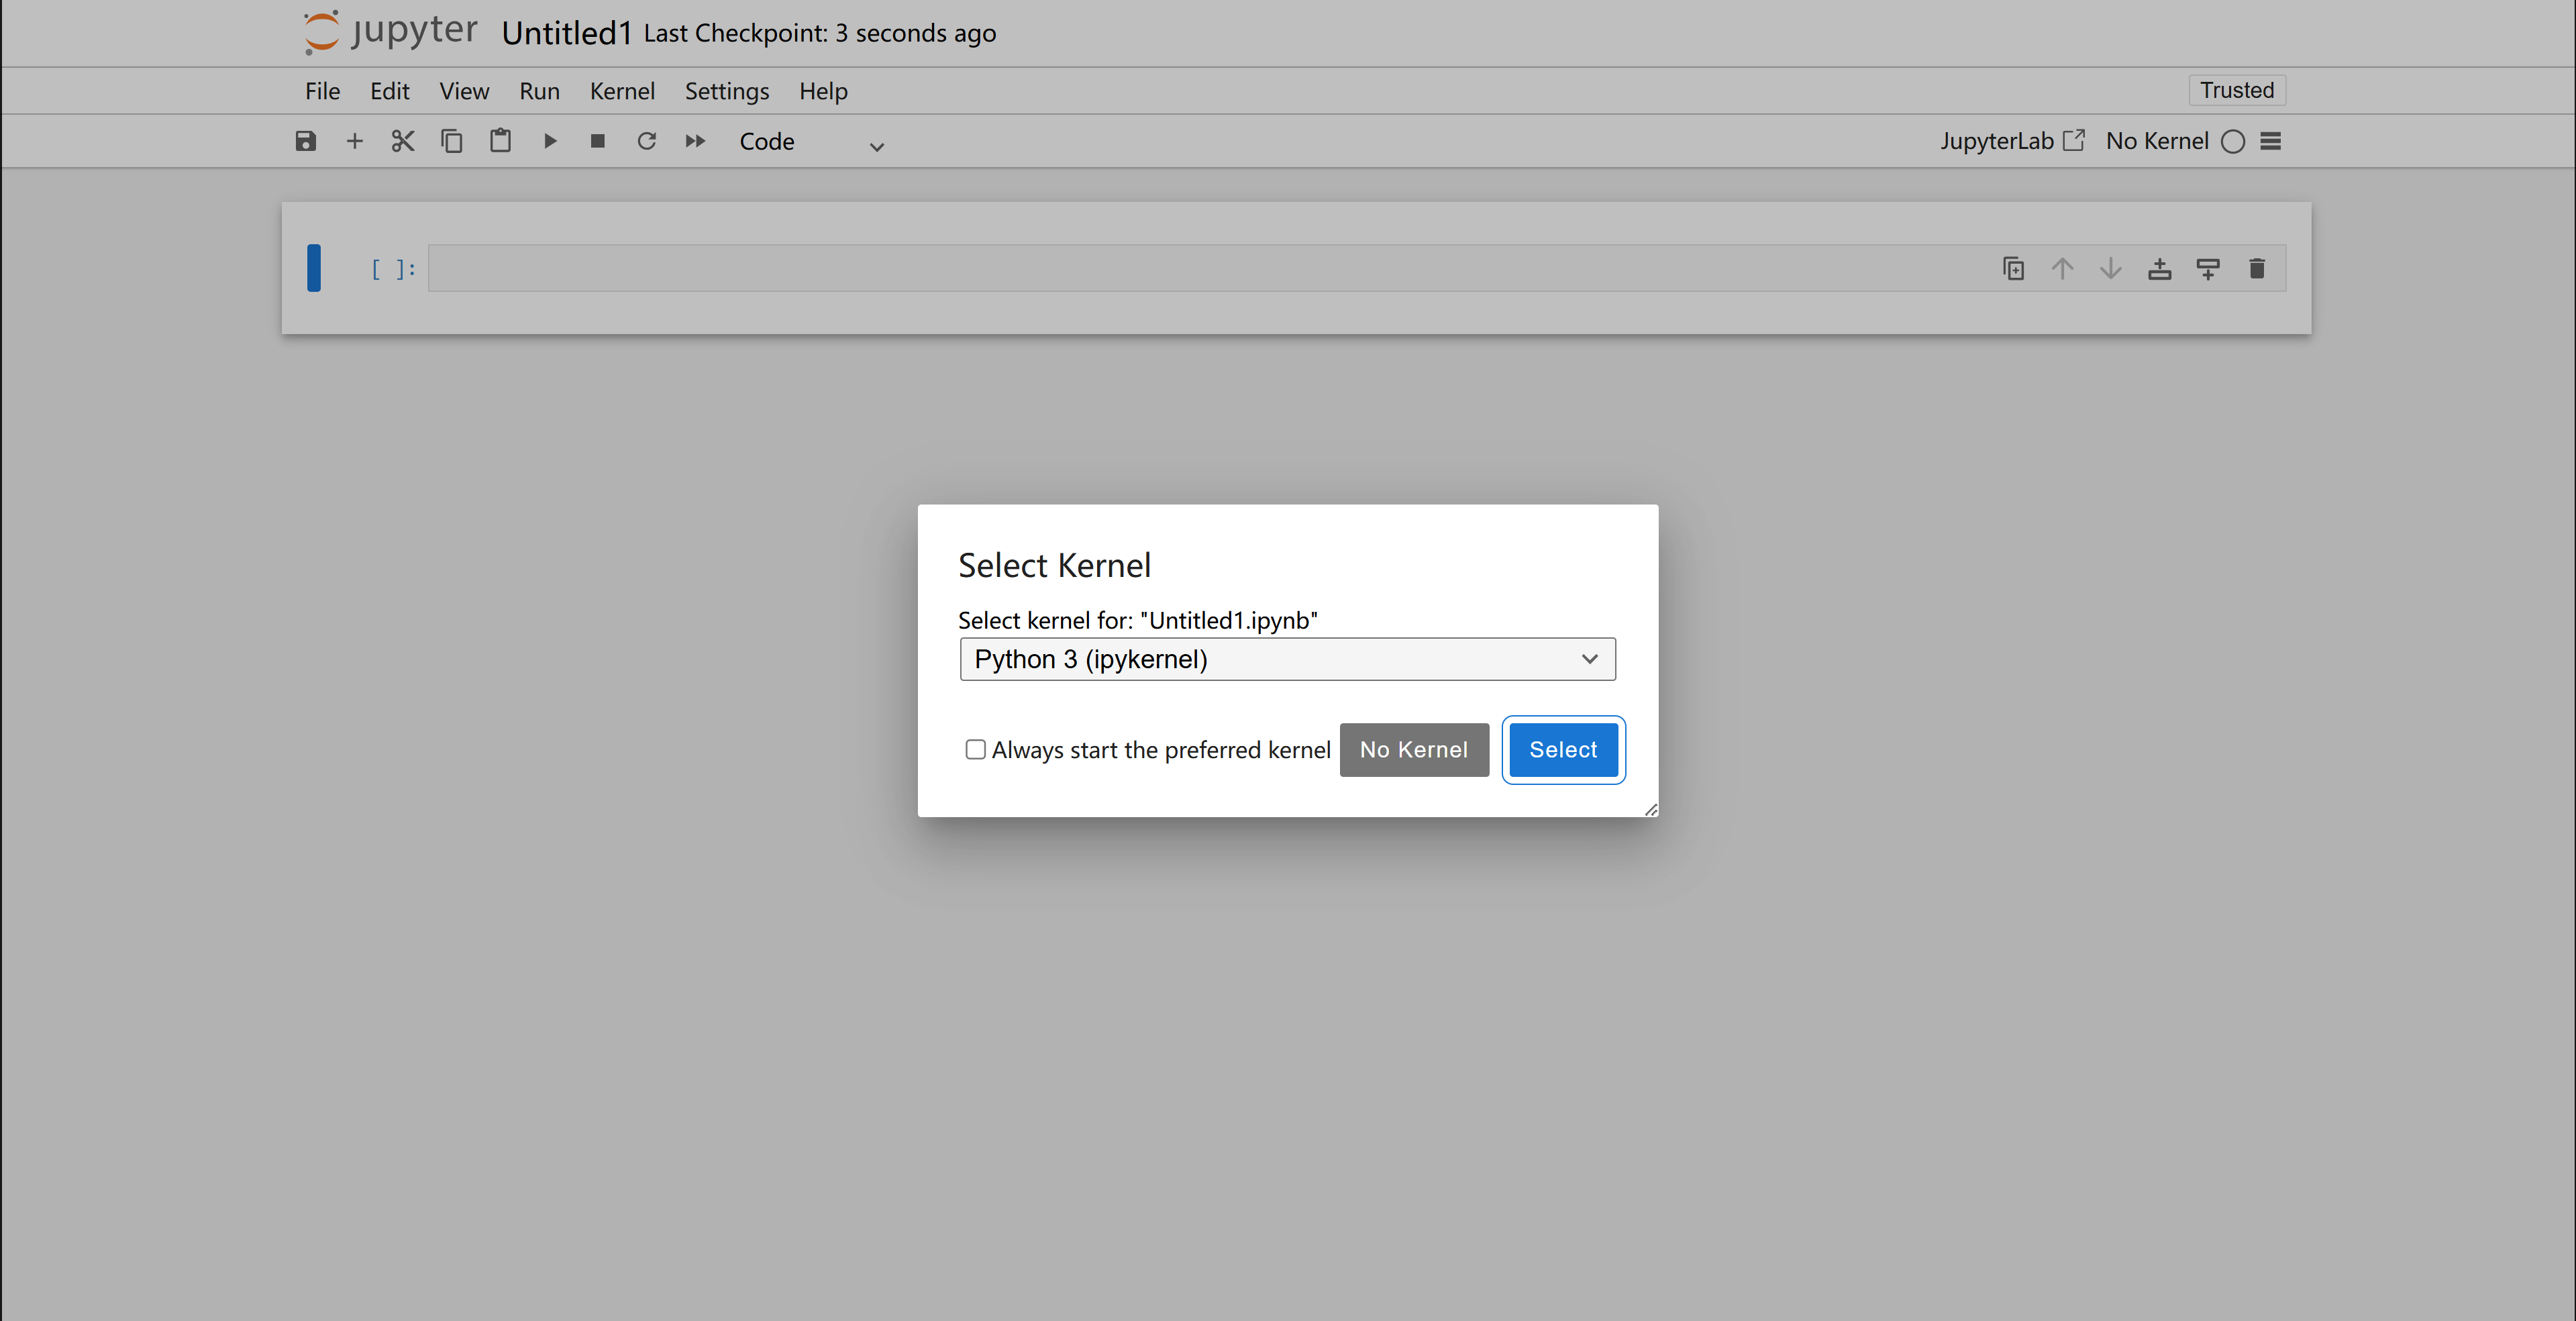 jupyter Untitled1 Last Checkpoint: 3 seconds ago
File Edit View Run Kernel Settings Help Trusted
Code JupyterLab No Kernel
[ ]:
Select Kernel
Select kernel for: "Untitled1.ipynb"
Python 3 (ipykernel)
Always start the preferred kernel No Kernel Select